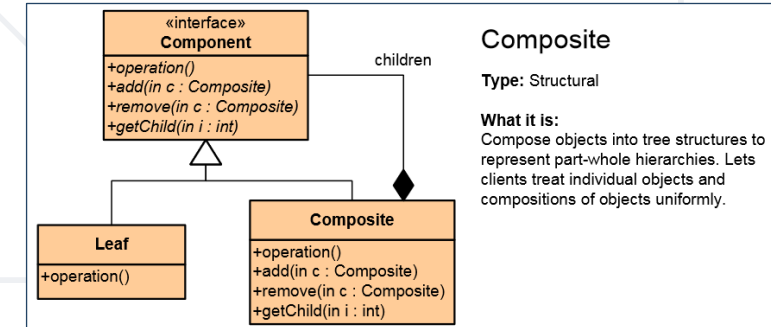 «interface»
Component
+operation()
+add(in c : Composite)
+remove(in c : Composite)
+getChild(in i : int)
children
Leaf
+operation()
Composite
+operation()
+add(in c : Composite)
+remove(in c : Composite)
+getChild(in i : int)
Composite
Type: Structural
What it is:
Compose objects into tree structures to
represent part-whole hierarchies. Lets
clients treat individual objects and
compositions of objects uniformly.